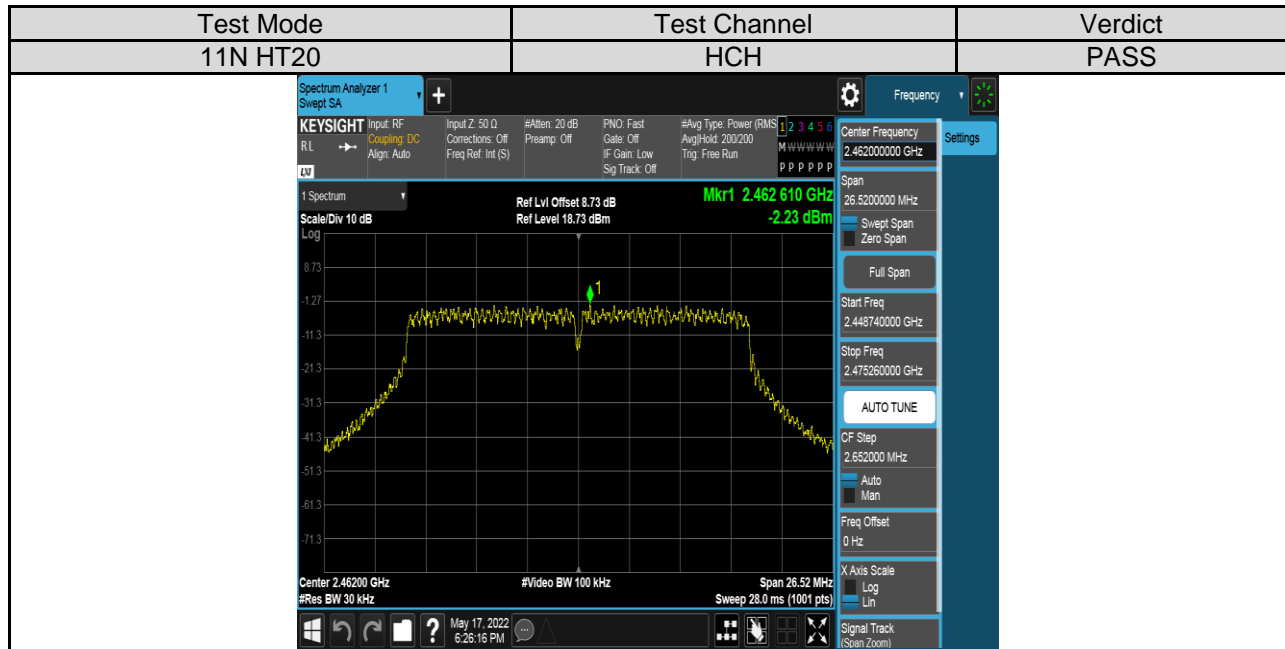 Test Mode Test Channel Verdict
11N HT20 HCH PASS
Spectrum Analyzer 1
Swept SA
+
Frequency
KEYSIGHT
RL
LXI
Input: RF
Coupling: DC
Align: Auto
Input Z: 50 Ω
Corrections: Off
Freq Ref: Int (S)
#Atten: 20 dB
Preamp: Off
PNO: Fast
Gate: Off
IF Gain: Low
Sig Track: Off
#Avg Type: Power (RMS
Avg|Hold: 200/200
Trig: Free Run
1 2 3 4 5 6
M W W W W W
P P P P P P
1 Spectrum
Scale/Div 10 dB
Log
Ref Lvl Offset 8.73 dB
Ref Level 18.73 dBm
Mkr1 2.462 610 GHz
-2.23 dBm
8.73
-1.27
-11.3
-21.3
-31.3
-41.3
-51.3
-61.3
-71.3
1
Center 2.46200 GHz
#Res BW 30 kHz
#Video BW 100 kHz
Span 26.52 MHz
Sweep 28.0 ms (1001 pts)
Settings
Center Frequency
2.462000000 GHz
Span
26.5200000 MHz
Swept Span
Zero Span
Full Span
Start Freq
2.448740000 GHz
Stop Freq
2.475260000 GHz
AUTO TUNE
CF Step
2.652000 MHz
Auto
Man
Freq Offset
0 Hz
X Axis Scale
Log
Lin
Signal Track
(Span Zoom)
?
May 17, 2022
6:26:16 PM